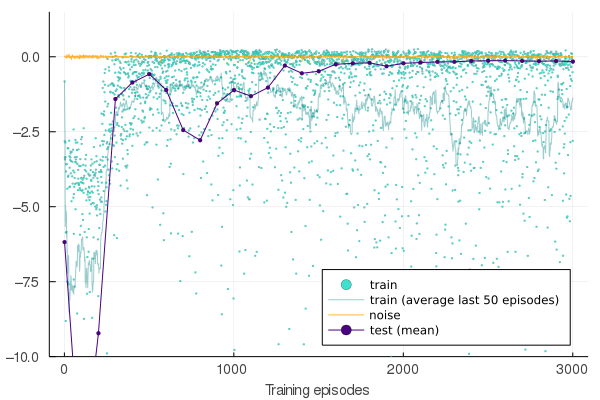 0.0
−2.5
−5.0
−7.5
−10.0
0
1000
2000
3000
Training episodes
train
train (average last 50 episodes)
noise
test (mean)